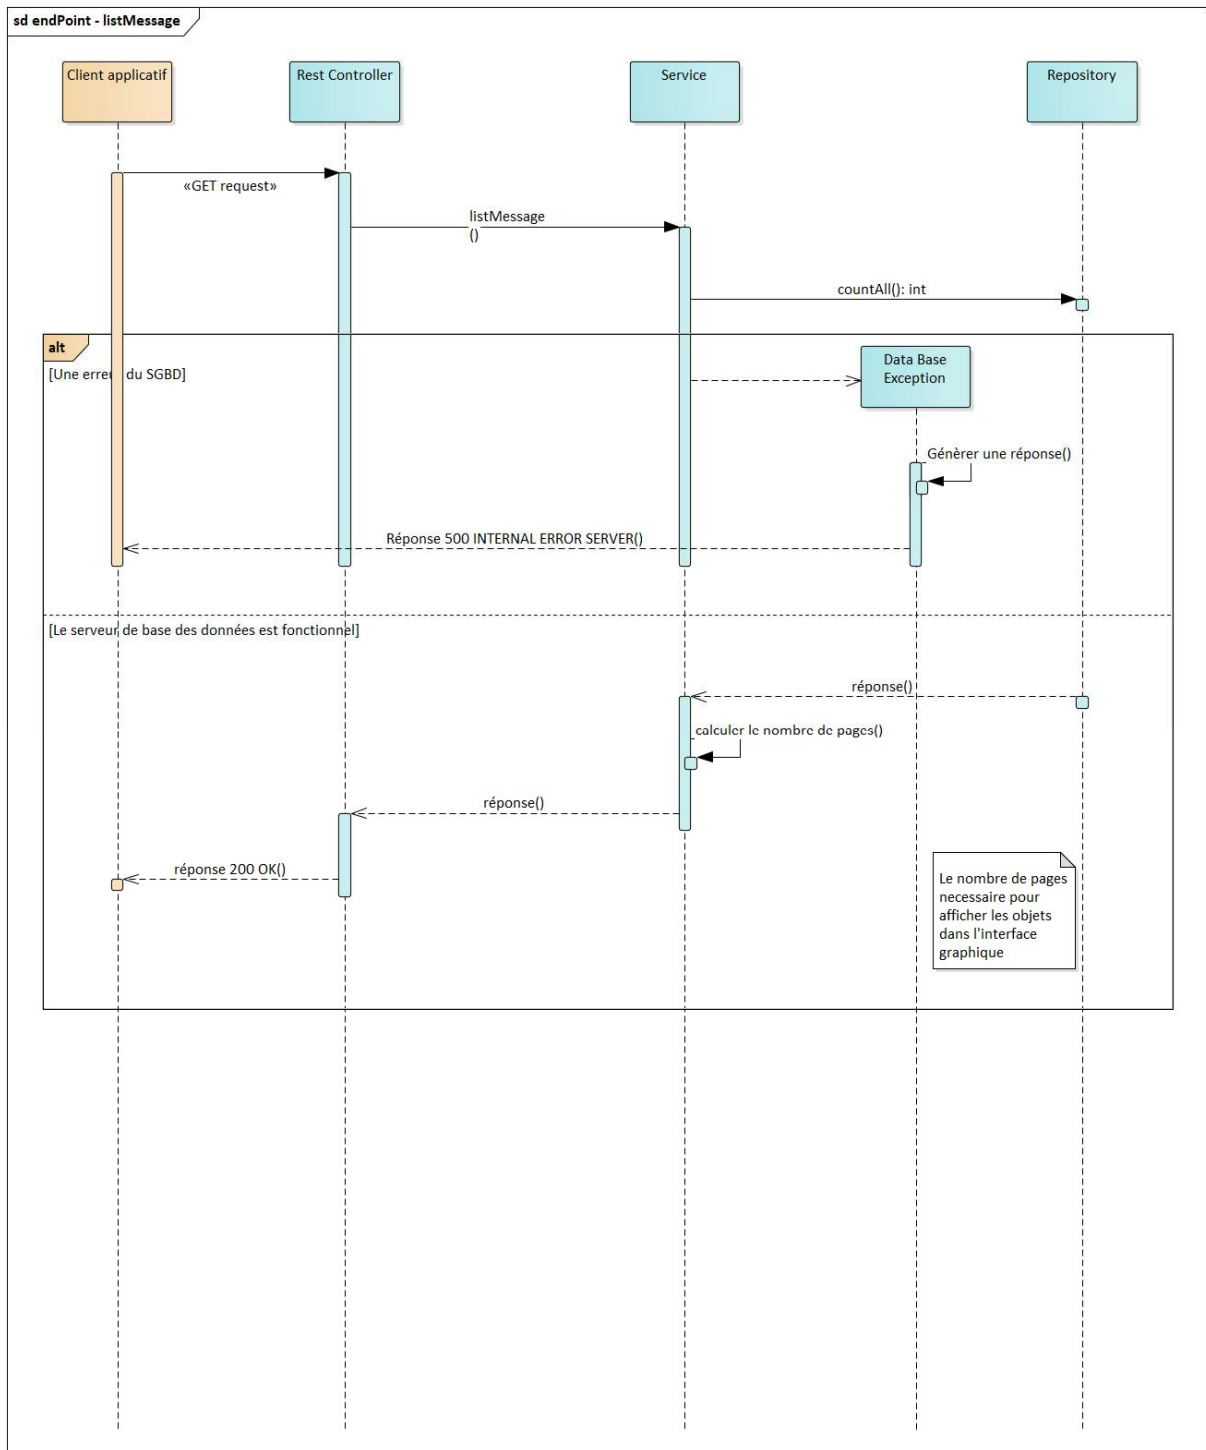 sd endPoint - listMessage
Client applicatif
Rest Controller
Service
Repository
«GET request»
listMessage
()
countAll(): int
alt
[Une erreur du SGBD]
Data Base
Exception
Génèrer une réponse()
Réponse 500 INTERNAL ERROR SERVER()
[Le serveur de base des données est fonctionnel]
réponse()
calculer le nombre de pages()
réponse()
réponse 200 OK()
Le nombre de pages
necessaire pour
afficher les objets
dans l'interface
graphique